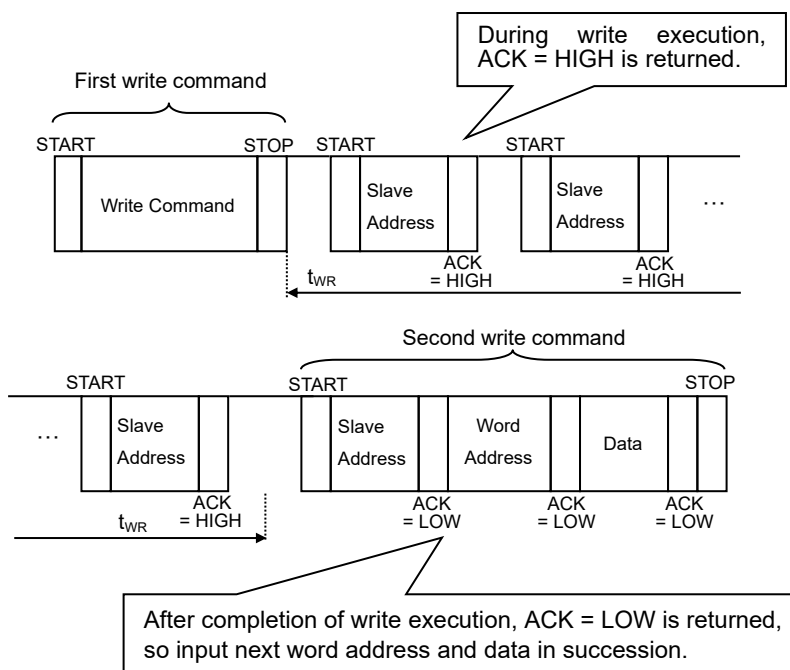 During write execution,
ACK = HIGH is returned.
First write command
START STOP START START
Write Command
Slave
Address
Slave
Address
…
ACK
= HIGH
ACK
= HIGH
tWR
Second write command
START START STOP
…
Slave
Address
Slave
Address
Word
Address
Data
ACK
= HIGH
ACK
= LOW
ACK
= LOW
ACK
= LOW
tWR
After completion of write execution, ACK = LOW is returned,
so input next word address and data in succession.